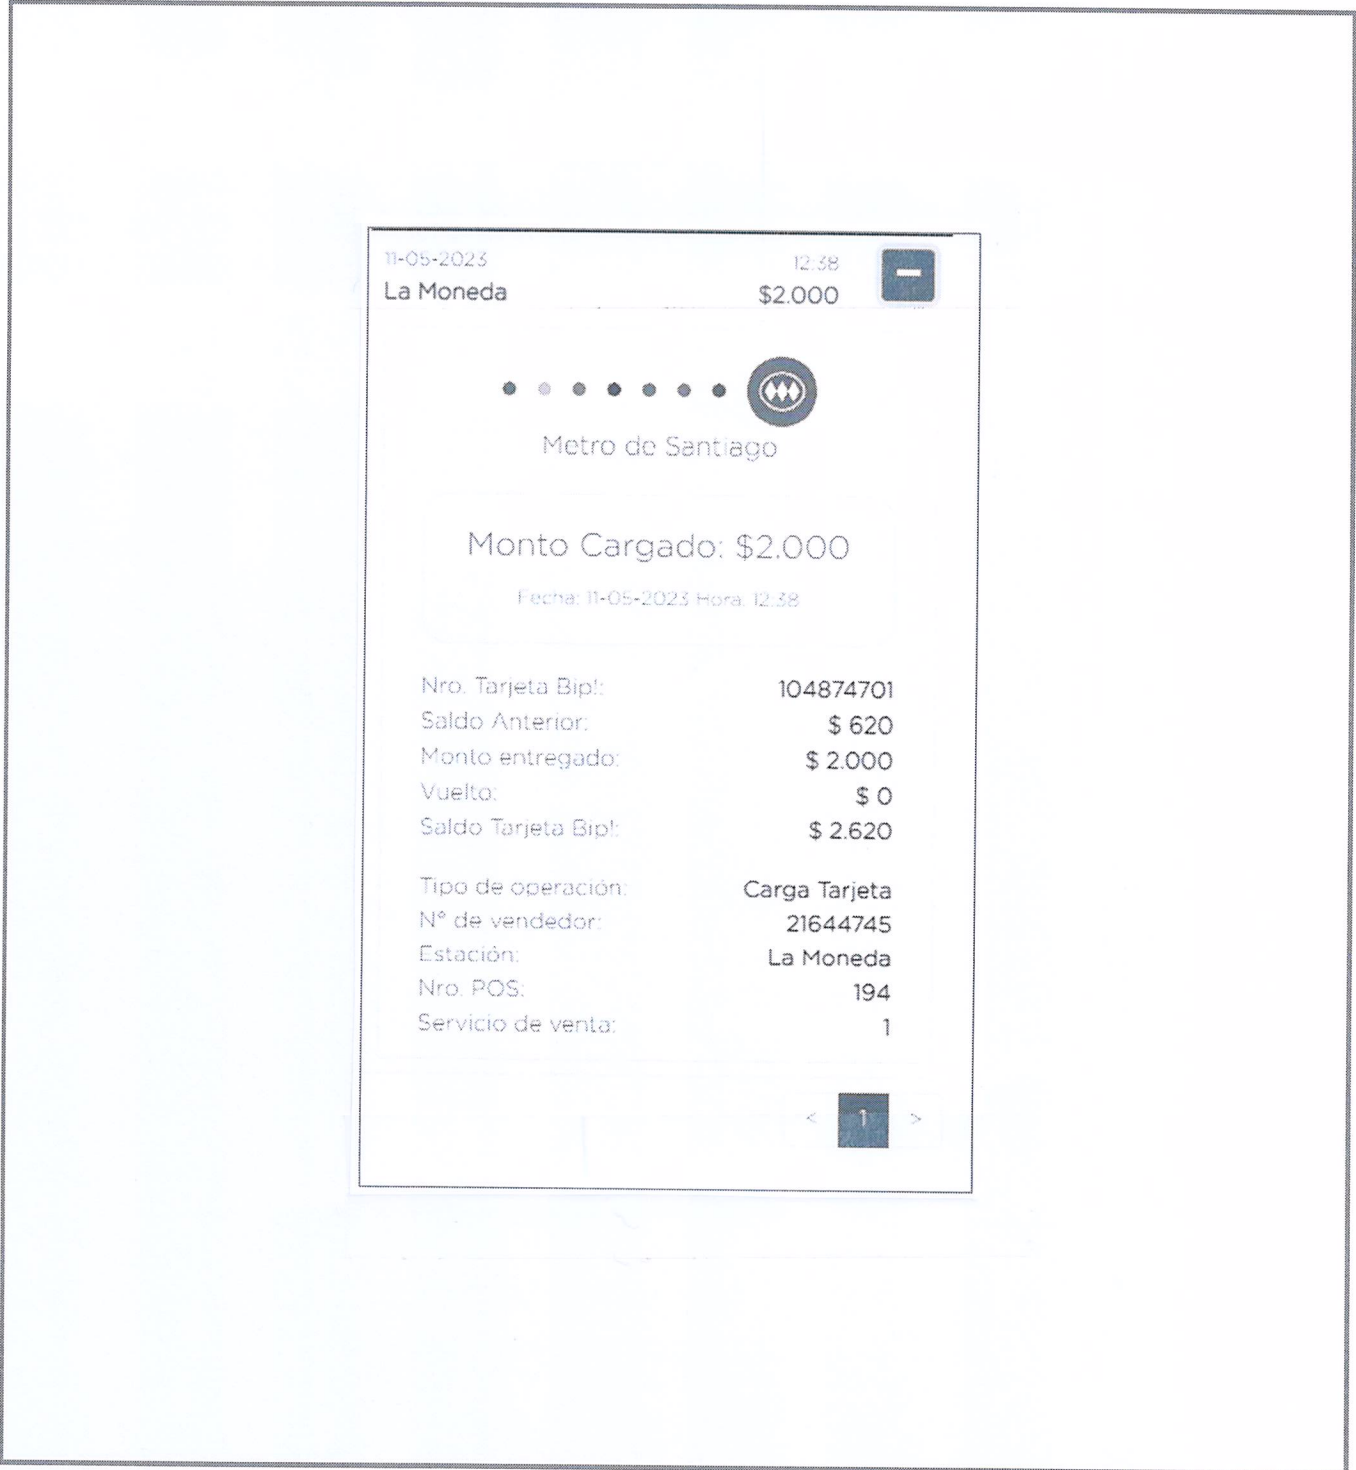 11-05-2023 12:38
La Moneda $2.000
Metro de Santiago
Monto Cargado: $2.000
Fecha: 11-05-2023 Hora: 12:38
Nro. Tarjeta Bip!: 104874701
Saldo Anterior: $ 620
Monto entregado: $ 2.000
Vuelto: $ 0
Saldo Tarjeta Bip!: $ 2.620
Tipo de operación: Carga Tarjeta
N° de vendedor: 21644745
Estación: La Moneda
Nro. POS: 194
Servicio de venta: 1
< 1 >